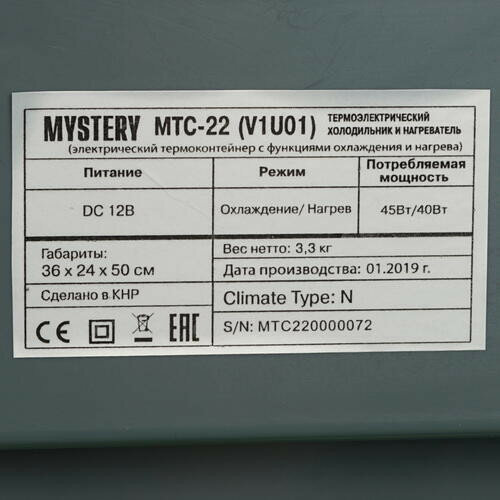 MYSTERY MTC-22 (V1U01) ТЕРМОЭЛЕКТРИЧЕСКИЙ
ХОЛОДИЛЬНИК И НАГРЕВАТЕЛЬ
(электрический термоконтейнер с функциями охлаждения и нагрева)
Питание
Режим
Потребляемая
мощность
DC 12В
Охлаждение/ Нагрев
45Вт/40Вт
Габариты:
36 x 24 x 50 см
Вес нетто: 3,3 кг
Дата производства: 01.2019 г.
Сделано в КНР
Climate Type: N
CE EAC
S/N: MTC220000072